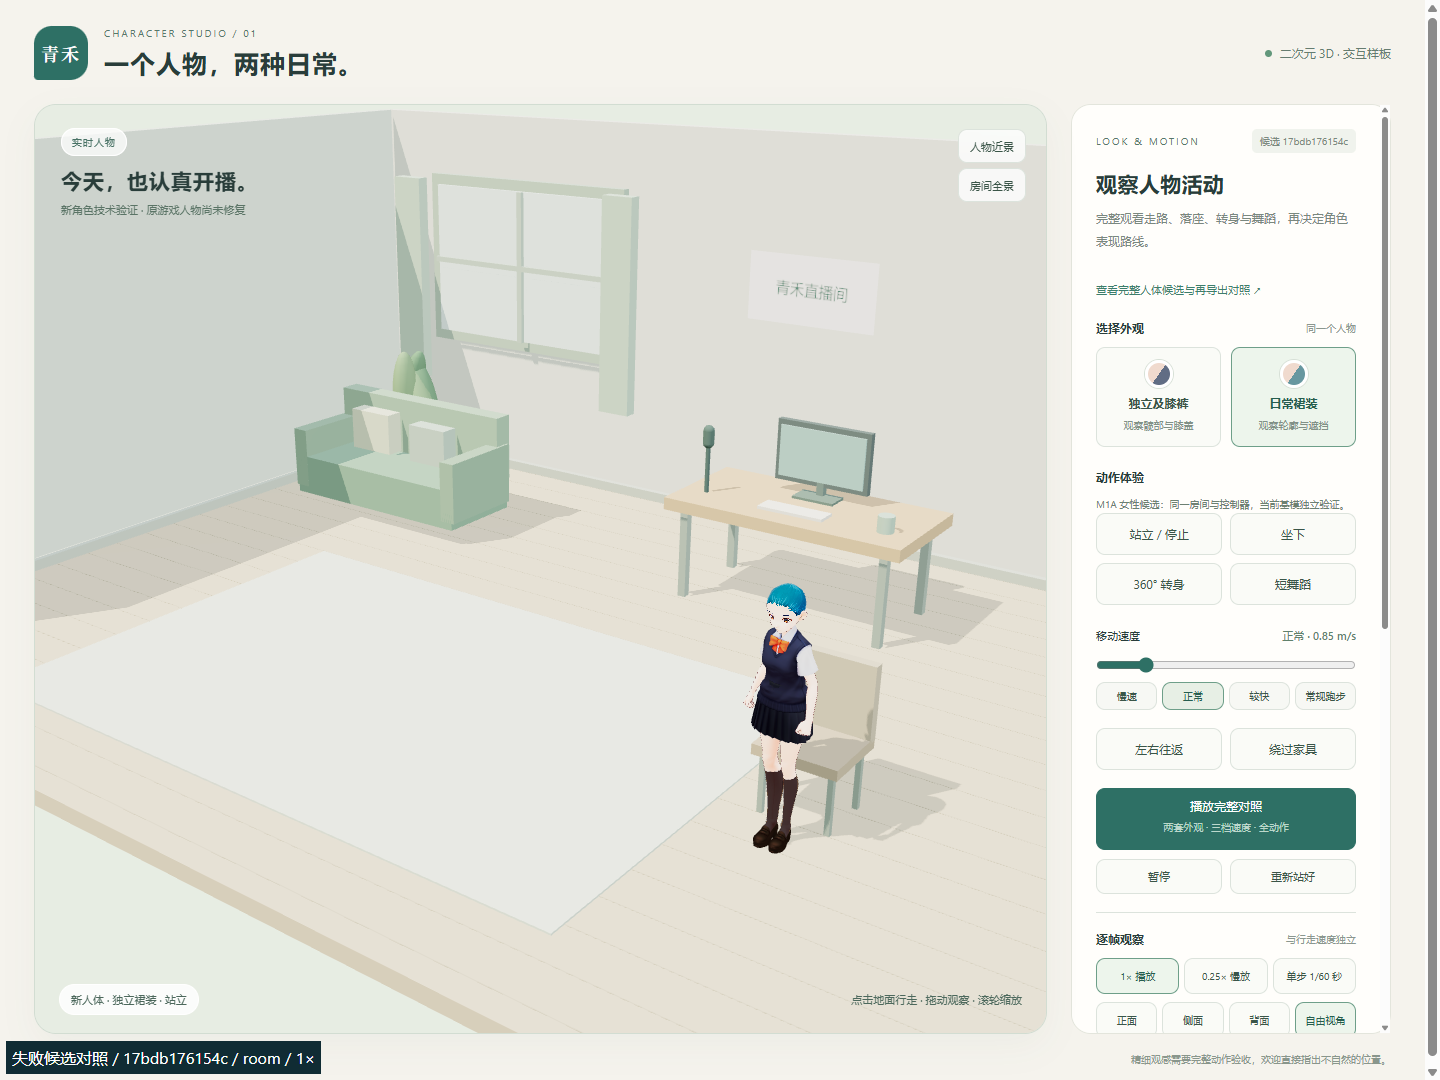 青禾
CHARACTER STUDIO / 01
一个人物，两种日常。
二次元 3D · 交互样板
实时人物
今天，也认真开播。
新角色技术验证 · 原游戏人物尚未修复
人物近景
房间全景
青禾直播间
新人体 · 独立裙装 · 站立
点击地面行走 · 拖动观察 · 滚轮缩放
LOOK & MOTION
候选 17bdb176154c
观察人物活动
完整观看走路、落座、转身与舞蹈，再决定角色
表现路线。
查看完整人体候选与再导出对照 ↗
选择外观
同一个人物
独立及膝裤
观察腿部与膝盖
日常裙装
观察轮廓与遮挡
动作体验
M1A 女性候选：同一房间与控制器，当前基模独立验证。
站立 / 停止
坐下
360° 转身
短舞蹈
移动速度
正常 · 0.85 m/s
慢速
正常
较快
常规跑步
左右往返
绕过家具
播放完整对照
两套外观 · 三档速度 · 全动作
暂停
重新站好
逐帧观察
与行走速度独立
1× 播放
0.25× 慢放
单步 1/60 秒
正面
侧面
背面
自由视角
失败候选对照 / 17bdb176154c / room / 1×
精细观感需要完整动作验收，欢迎直接指出不自然的位置。